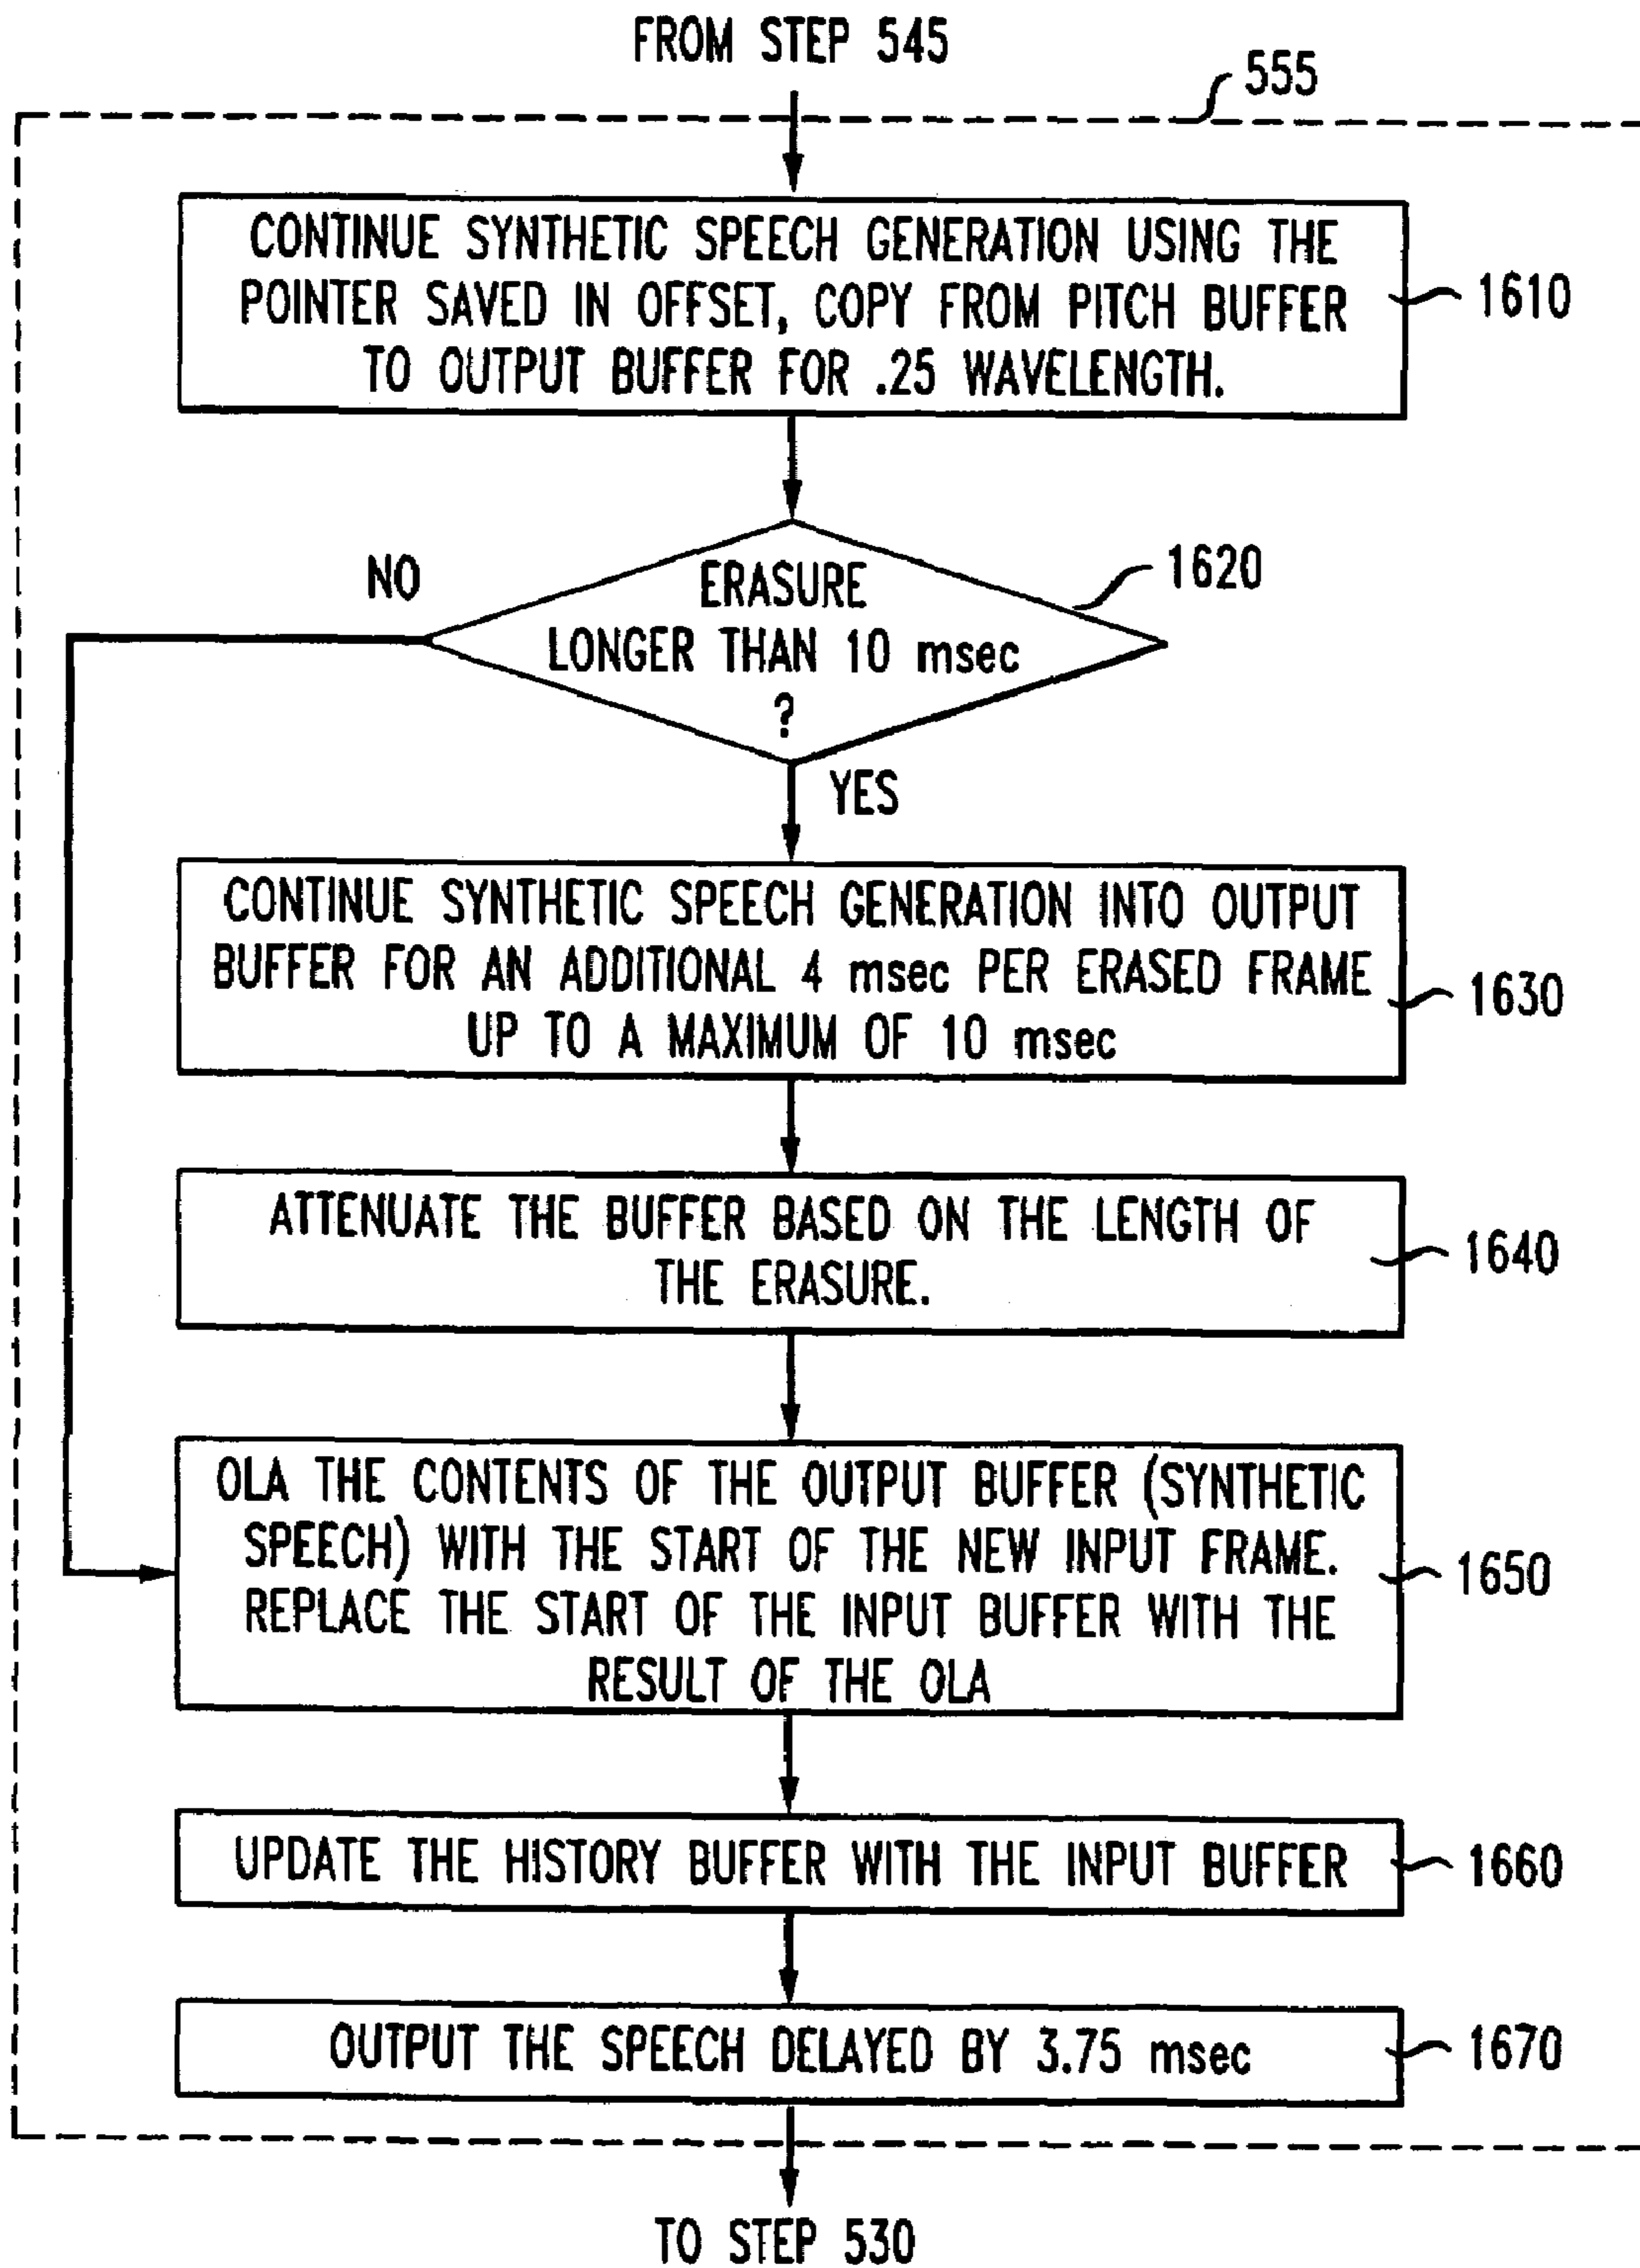 FROM STEP 545
555
CONTINUE SYNTHETIC SPEECH GENERATION USING THE
POINTER SAVED IN OFFSET, COPY FROM PITCH BUFFER
TO OUTPUT BUFFER FOR .25 WAVELENGTH.
1610
NO
ERASURE
LONGER THAN 10 msec
?
1620
YES
CONTINUE SYNTHETIC SPEECH GENERATION INTO OUTPUT
BUFFER FOR AN ADDITIONAL 4 msec PER ERASED FRAME
UP TO A MAXIMUM OF 10 msec
1630
ATTENUATE THE BUFFER BASED ON THE LENGTH OF
THE ERASURE.
1640
OLA THE CONTENTS OF THE OUTPUT BUFFER (SYNTHETIC
SPEECH) WITH THE START OF THE NEW INPUT FRAME.
REPLACE THE START OF THE INPUT BUFFER WITH THE
RESULT OF THE OLA
1650
UPDATE THE HISTORY BUFFER WITH THE INPUT BUFFER
1660
OUTPUT THE SPEECH DELAYED BY 3.75 msec
1670
TO STEP 530